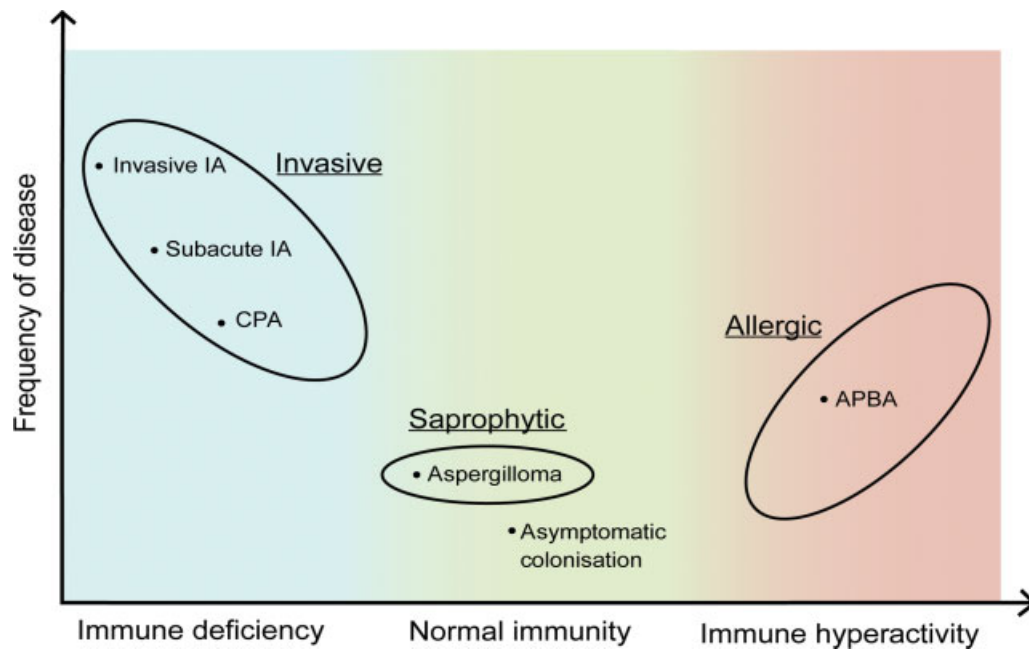 Frequency of disease
Invasive IA
Invasive
Subacute IA
CPA
Allergic
APBA
Saprophytic
Aspergilloma
Asymptomatic
colonisation
Immune deficiency
Normal immunity
Immune hyperactivity